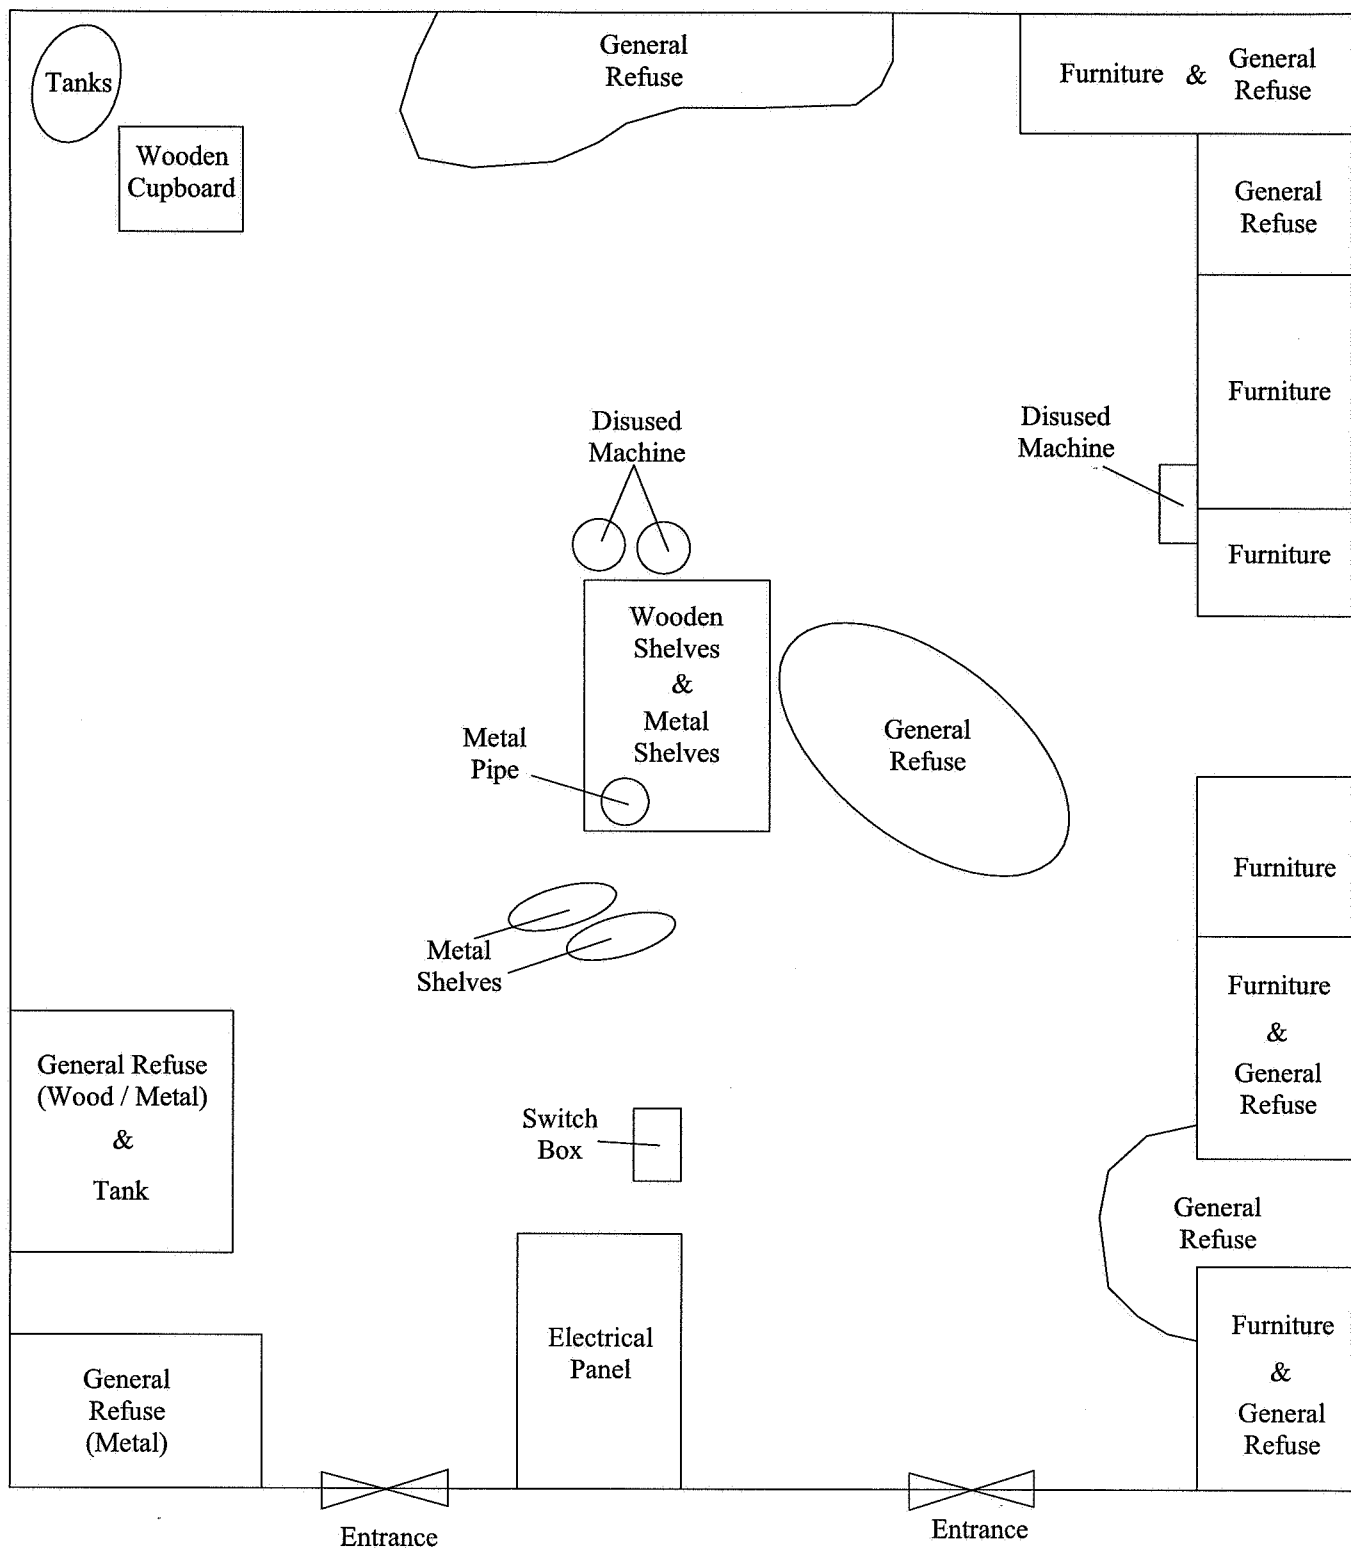 Tanks
Wooden
Cupboard
General
Refuse
Furniture & General
Refuse
General
Refuse
Furniture
Disused
Machine
Furniture
Disused
Machine
Wooden
Shelves
&
Metal
Shelves
Metal
Pipe
General
Refuse
Furniture
Metal
Shelves
Furniture
&
General
Refuse
General Refuse
(Wood / Metal)
&
Tank
Switch
Box
General
Refuse
Electrical
Panel
Furniture
&
General
Refuse
General
Refuse
(Metal)
Entrance
Entrance